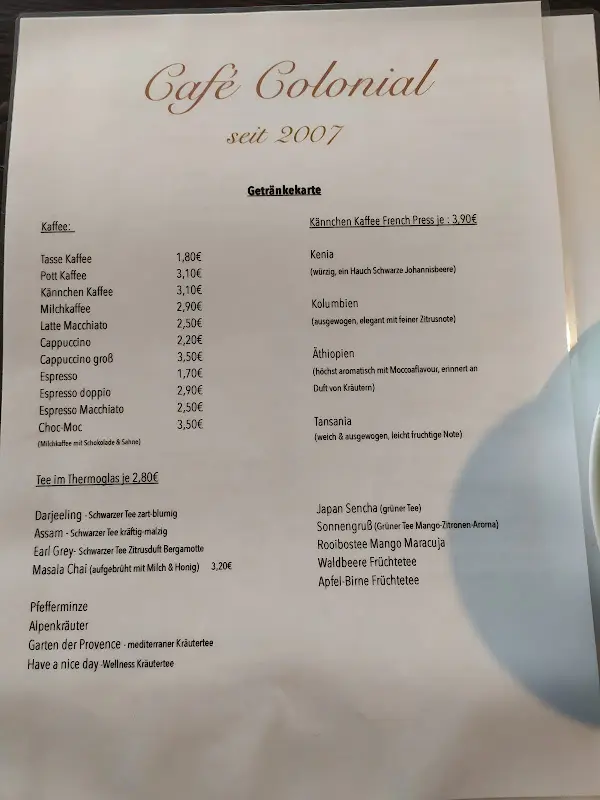 Café Colonial
seit 2007
Getränkekarte
Kaffee:
Tasse Kaffee 1,80€
Pott Kaffee 3,10€
Kännchen Kaffee 3,10€
Milchkaffee 2,90€
Latte Macchiato 2,50€
Cappuccino 2,20€
Cappuccino groß 3,50€
Espresso 1,70€
Espresso doppio 2,90€
Espresso Macchiato 2,50€
Choc-Moc 3,50€
(Milchkaffee mit Schokolade & Sahne)
Kännchen Kaffee French Press je : 3,90€
Kenia
(würzig, ein Hauch Schwarze Johannisbeere)
Kolumbien
(ausgewogen, elegant mit feiner Zitrusnote)
Äthiopien
(höchst aromatisch mit Moccoaflavour, erinnert an
Duft von Kräutern)
Tansania
(weich & ausgewogen, leicht fruchtige Note)
Tee im Thermoglas je 2,80€
Darjeeling - Schwarzer Tee zart-blumig
Assam - Schwarzer Tee kräftig-malzig
Earl Grey- Schwarzer Tee Zitrusduft Bergamotte
Masala Chai (aufgebrüht mit Milch & Honig) 3,20€
Pfefferminze
Alpenkräuter
Garten der Provence - mediterraner Kräutertee
Have a nice day -Wellness Kräutertee
Japan Sencha (grüner Tee)
Sonnengruß (Grüner Tee Mango-Zitronen-Aroma)
Rooibostee Mango Maracuja
Waldbeere Früchtetee
Apfel-Birne Früchtetee